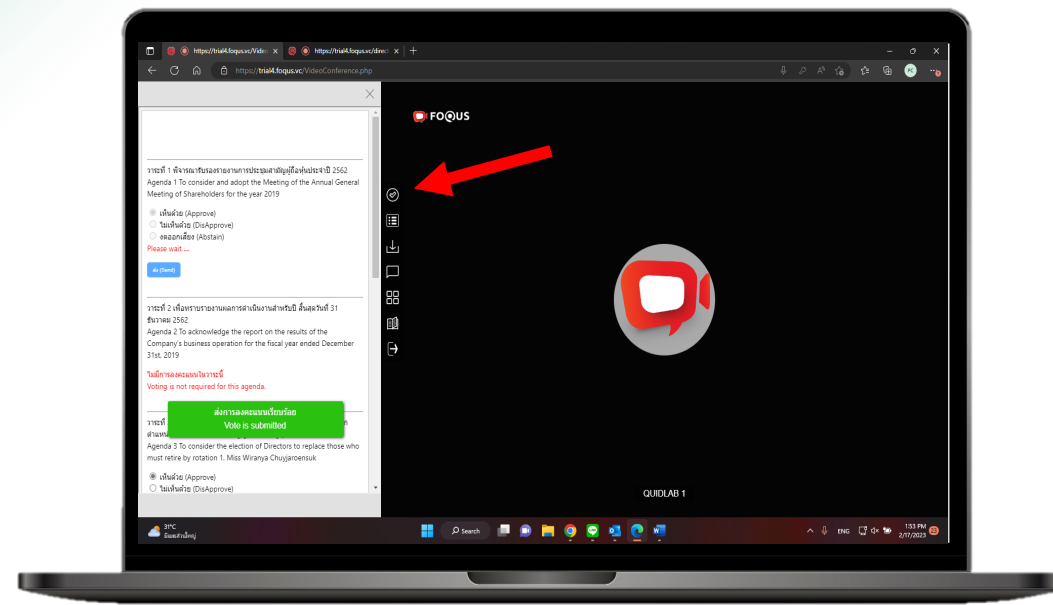 https://trial4.foqus.vc/Video
https://trial4.foqus.vc/direc
https://trial4.foqus.vc/VideoConference.php
FOQUS
วาระที่ 1 พิจารณารับรองรายงานการประชุมสามัญผู้ถือหุ้นประจำปี 2562
Agenda 1 To consider and adopt the Meeting of the Annual General
Meeting of Shareholders for the year 2019
เห็นด้วย (Approve)
ไม่เห็นด้วย (DisApprove)
งดออกเสียง (Abstain)
Please wait ....
ส่ง (Send)
วาระที่ 2 เพื่อทราบรายงานผลการดำเนินงานสำหรับปี สิ้นสุดวันที่ 31
ธันวาคม 2562
Agenda 2 To acknowledge the report on the results of the
Company's business operation for the fiscal year ended December
31st, 2019
ไม่มีการลงคะแนนในวาระนี้
Voting is not required for this agenda.
ส่งการลงคะแนนเรียบร้อย
Vote is submitted
วาระที่
Agenda 3 To consider the election of Directors to replace those who
must retire by rotation 1. Miss Wiranya Chuyjaroensuk
เห็นด้วย (Approve)
ไม่เห็นด้วย (DisApprove)
QUIDLAB 1
31°C
Search
ENG
1:53 PM
2/17/2023